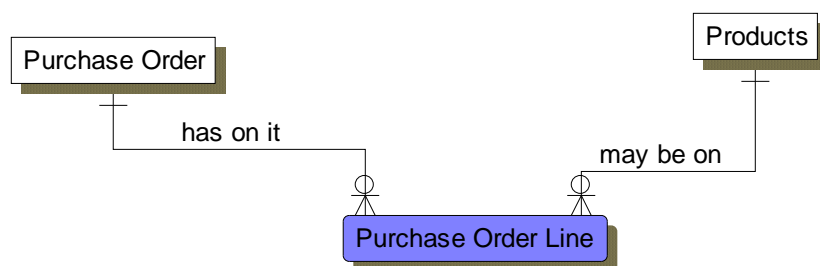 Products
Purchase Order
has on it
may be on
Purchase Order Line